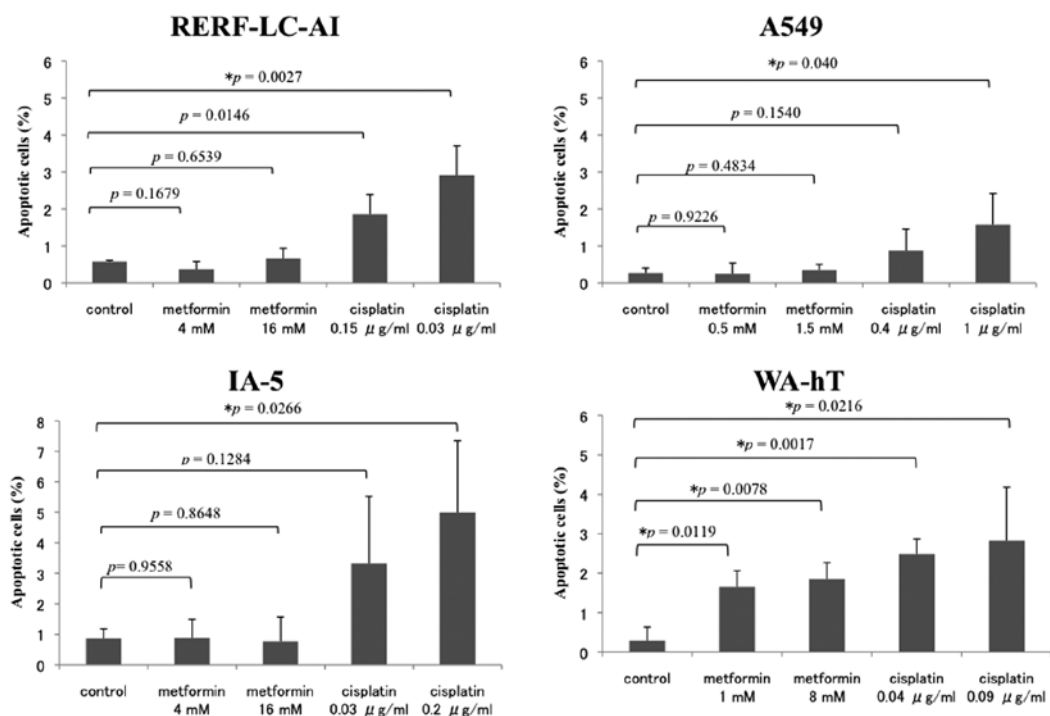 RERF-LC-AI
6
5
4
3
2
1
0
Apoptotic cells (%)
*p = 0.0027
p = 0.0146
p = 0.6539
p = 0.1679
control
metformin
4 mM
metformin
16 mM
cisplatin
0.15 μg/ml
cisplatin
0.03 μg/ml
A549
6
5
4
3
2
1
0
Apoptotic cells (%)
*p = 0.040
p = 0.1540
p = 0.4834
p = 0.9226
control
metformin
0.5 mM
metformin
1.5 mM
cisplatin
0.4 μg/ml
cisplatin
1 μg/ml
IA-5
8
7
6
5
4
3
2
1
0
Apoptotic cells (%)
*p = 0.0266
p = 0.1284
p = 0.8648
p= 0.9558
control
metformin
4 mM
metformin
16 mM
cisplatin
0.03 μg/ml
cisplatin
0.2 μg/ml
WA-hT
6
5
4
3
2
1
0
Apoptotic cells (%)
*p = 0.0216
*p = 0.0017
*p = 0.0078
*p = 0.0119
control
metformin
1 mM
metformin
8 mM
cisplatin
0.04 μg/ml
cisplatin
0.09 μg/ml